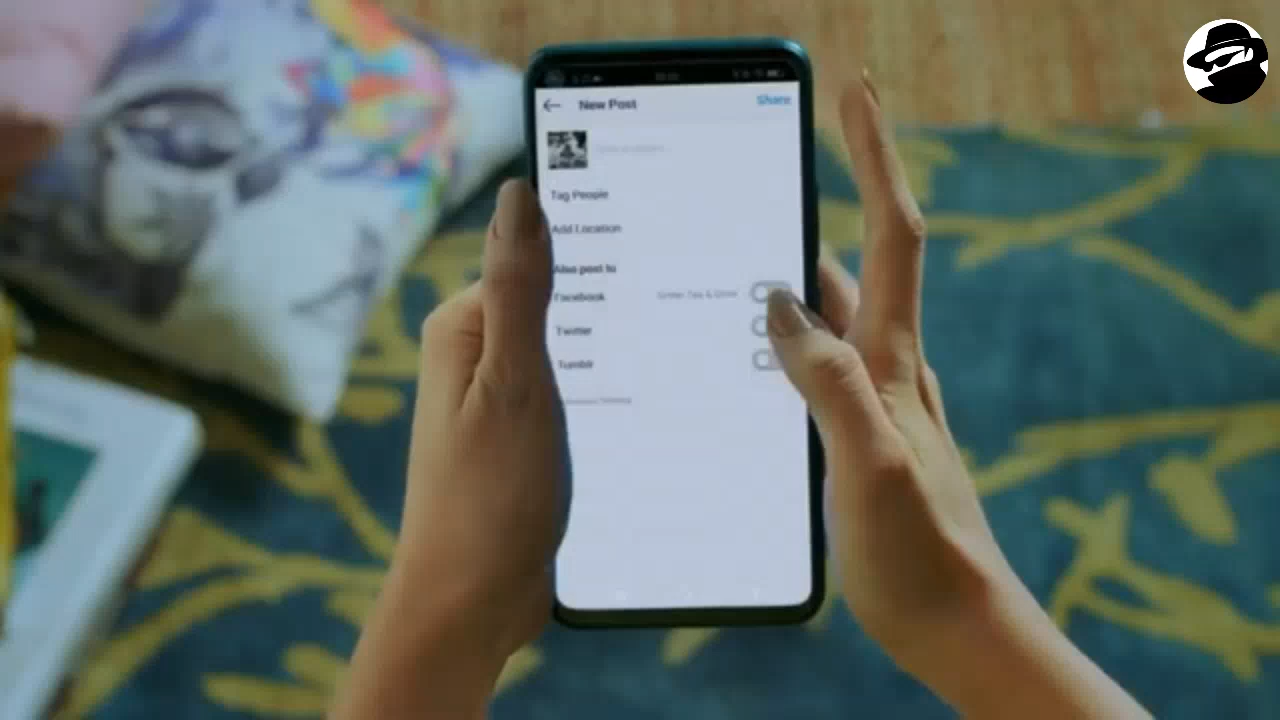 New Post
Share
Tag People
Add Location
Also post to
Facebook
Twitter
Tumblr